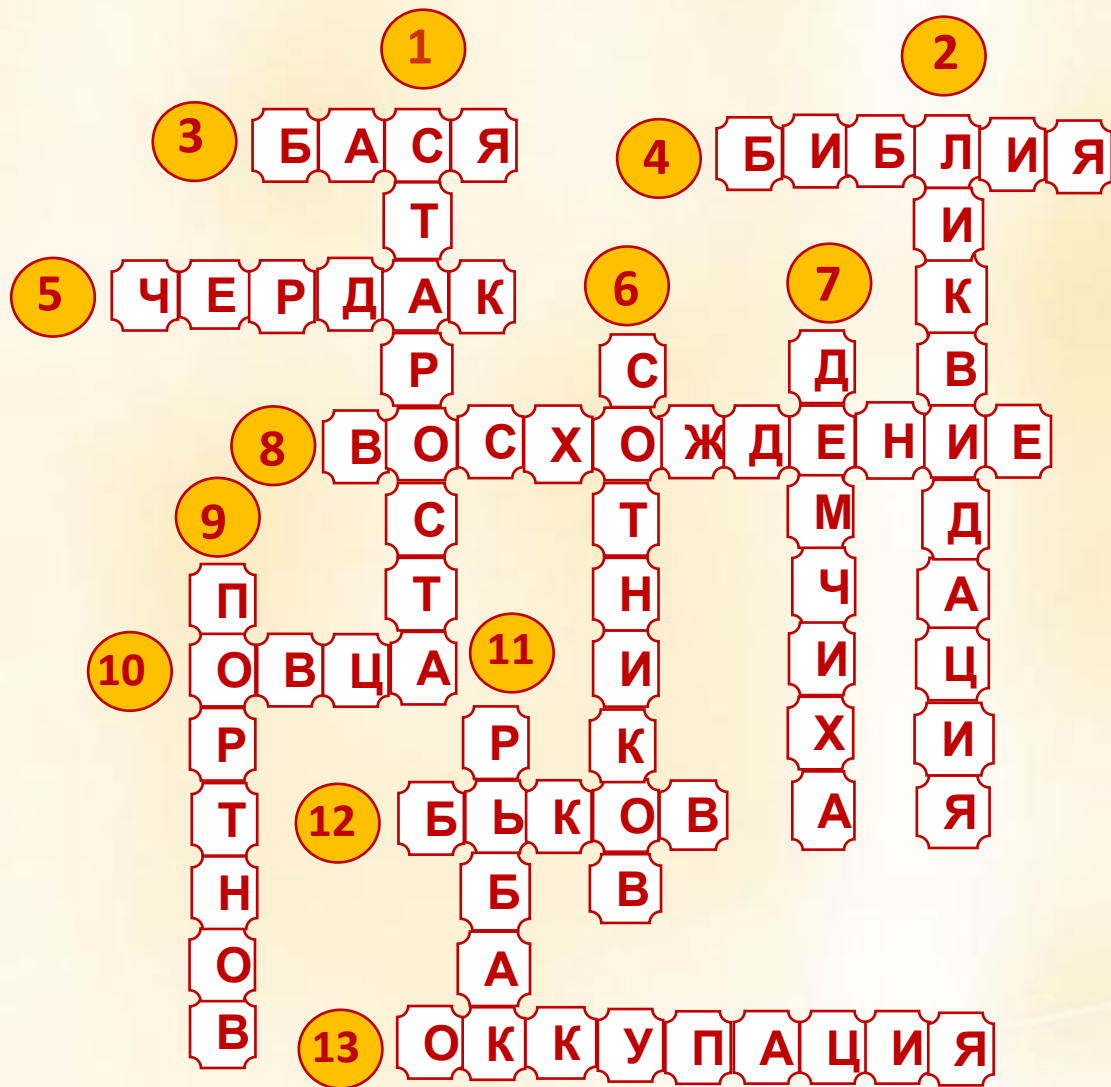 1 СТАРОСТА
2 ЛИКВИДАЦИЯ
3 БАСЯ
4 БИБЛИЯ
5 ЧЕРДАК
6 СОТНИКОВ
7 ДЕМЧИХА
8 ВОСХОЖДЕНИЕ
9 ПОРТНОВ
10 ОВЦА
11 РЬБАК
12 БЬКОВ
13 ОККУПАЦИЯ